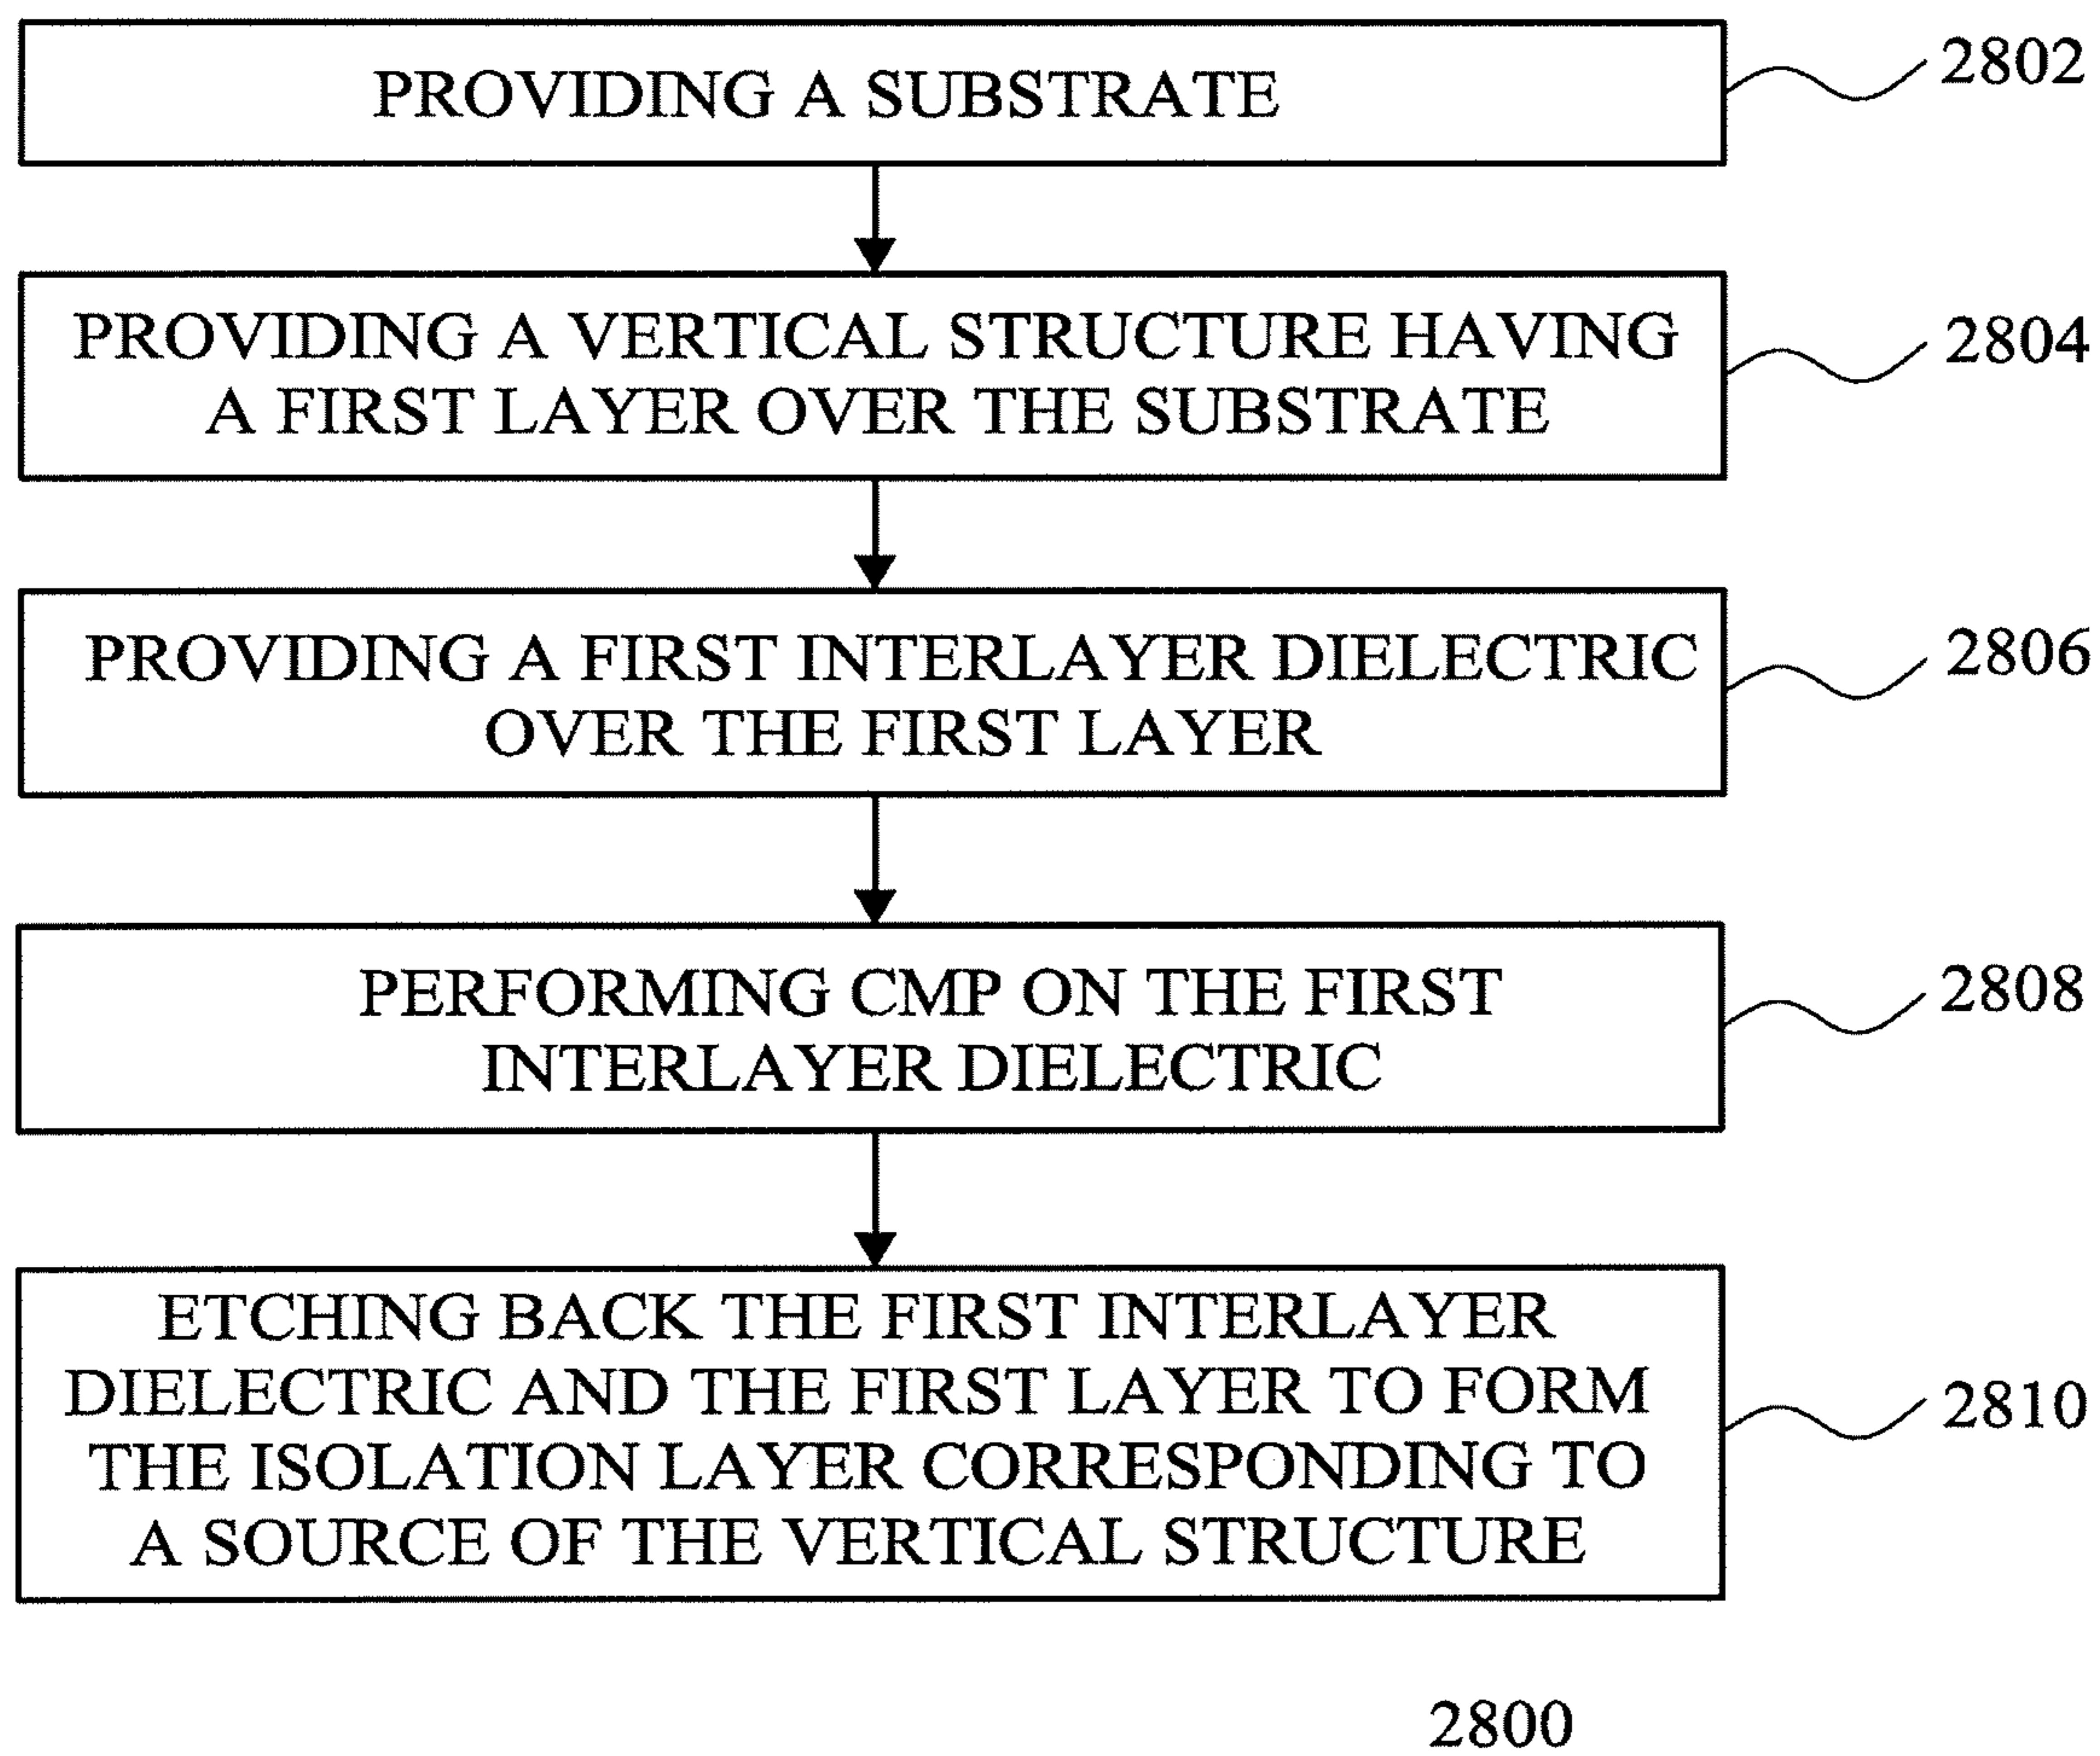 PROVIDING A SUBSTRATE
2802
PROVIDING A VERTICAL STRUCTURE HAVING
A FIRST LAYER OVER THE SUBSTRATE
2804
PROVIDING A FIRST INTERLAYER DIELECTRIC
OVER THE FIRST LAYER
2806
PERFORMING CMP ON THE FIRST
INTERLAYER DIELECTRIC
2808
ETCHING BACK THE FIRST INTERLAYER
DIELECTRIC AND THE FIRST LAYER TO FORM
THE ISOLATION LAYER CORRESPONDING TO
A SOURCE OF THE VERTICAL STRUCTURE
2810
2800